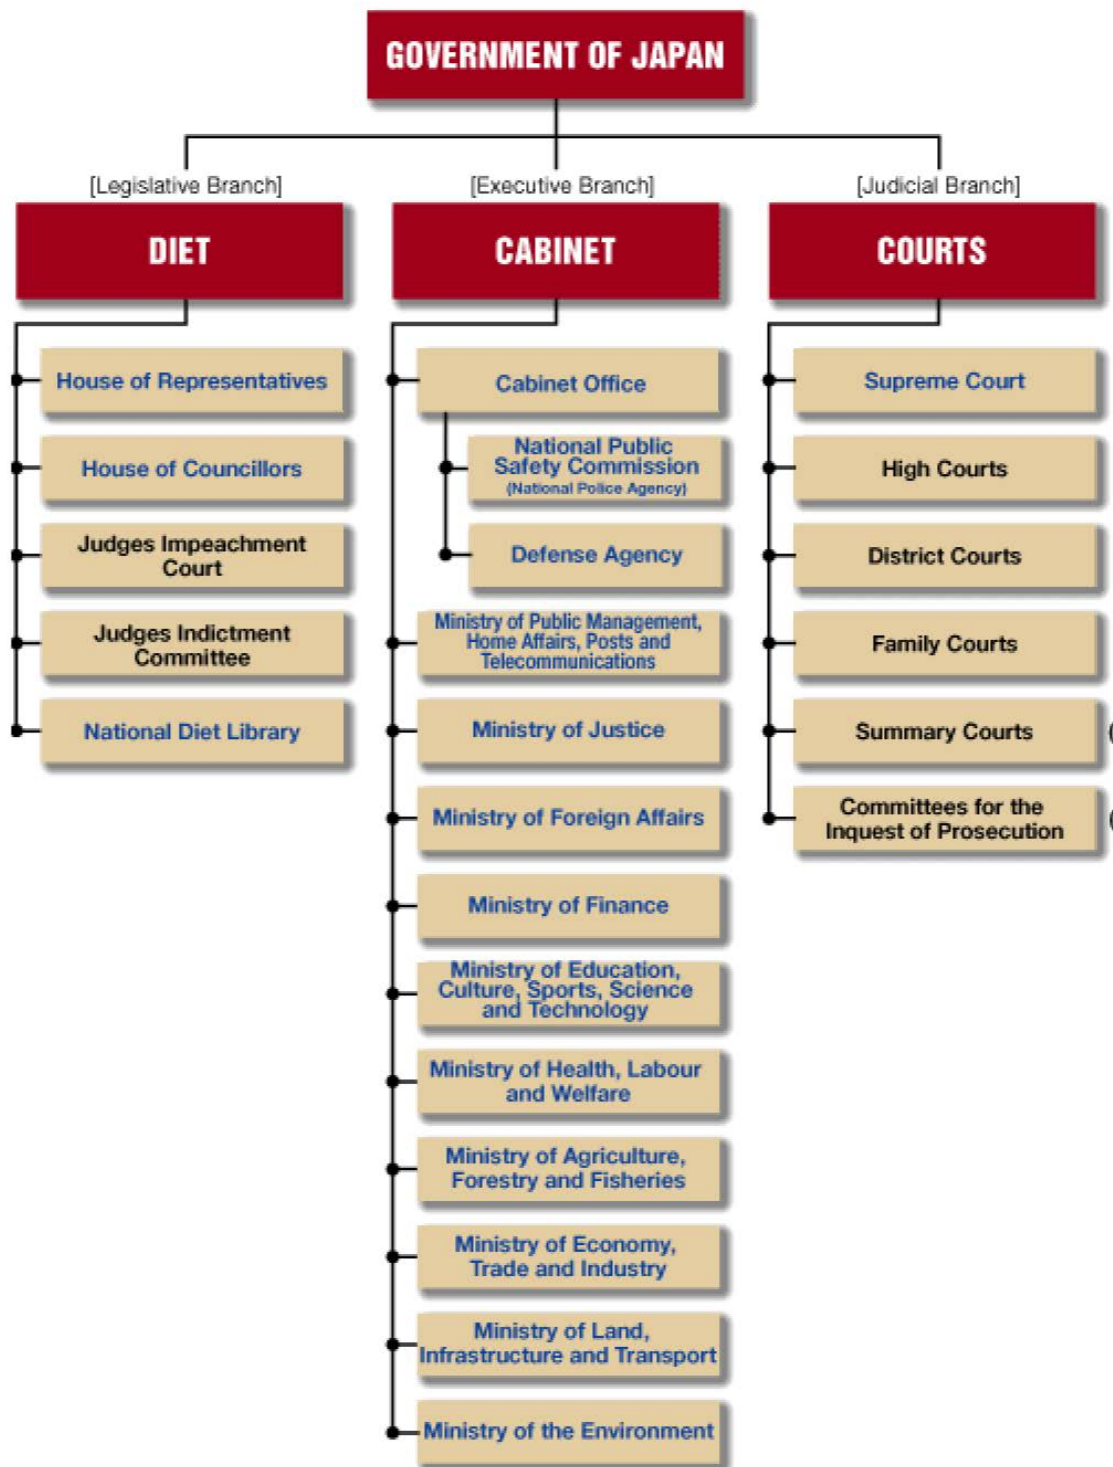 GOVERNMENT OF JAPAN
[Legislative Branch]
DIET
House of Representatives
House of Councillors
Judges Impeachment
Court
Judges Indictment
Committee
National Diet Library
[Executive Branch]
CABINET
Cabinet Office
National Public
Safety Commission
(National Police Agency)
Defense Agency
Ministry of Public Management,
Home Affairs, Posts and
Telecommunications
Ministry of Justice
Ministry of Foreign Affairs
Ministry of Finance
Ministry of Education,
Culture, Sports, Science
and Technology
Ministry of Health, Labour
and Welfare
Ministry of Agriculture,
Forestry and Fisheries
Ministry of Economy,
Trade and Industry
Ministry of Land,
Infrastructure and Transport
Ministry of the Environment
[Judicial Branch]
COURTS
Supreme Court
High Courts
District Courts
Family Courts
Summary Courts (
Committees for the
Inquest of Prosecution (